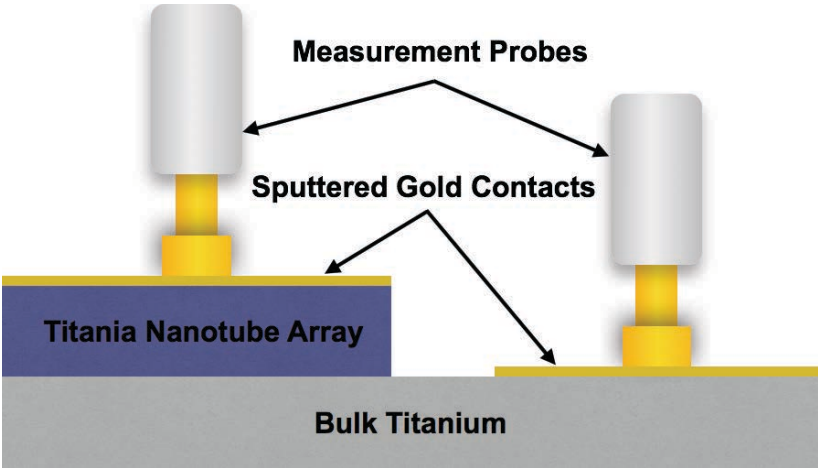 Measurement Probes
Sputtered Gold Contacts
Titania Nanotube Array
Bulk Titanium